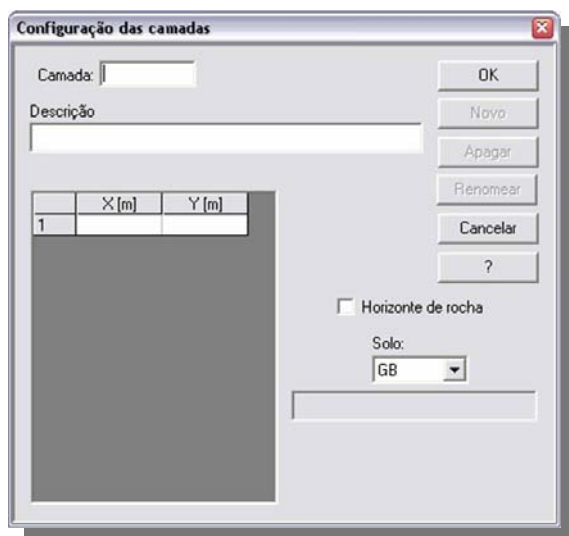 Configuração das camadas
Camada:
OK
Descrição
Novo
Apagar
Renomear
X [m] Y [m]
1
Cancelar
?
Horizonte de rocha
Solo:
GB